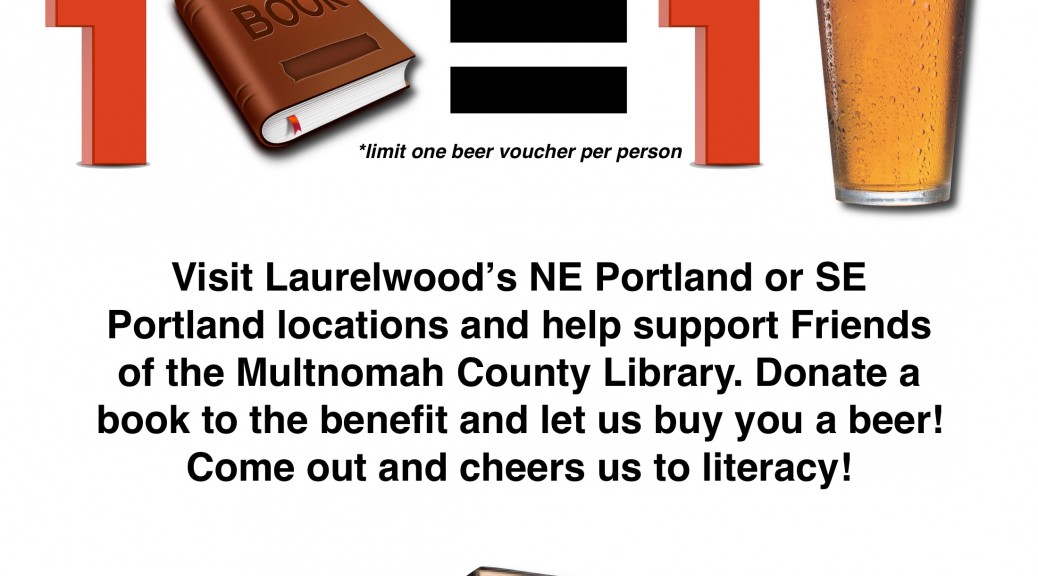 1 BOOK = 1
*limit one beer voucher per person
Visit Laurelwood’s NE Portland or SE
Portland locations and help support Friends
of the Multnomah County Library. Donate a
book to the benefit and let us buy you a beer!
Come out and cheers us to literacy!